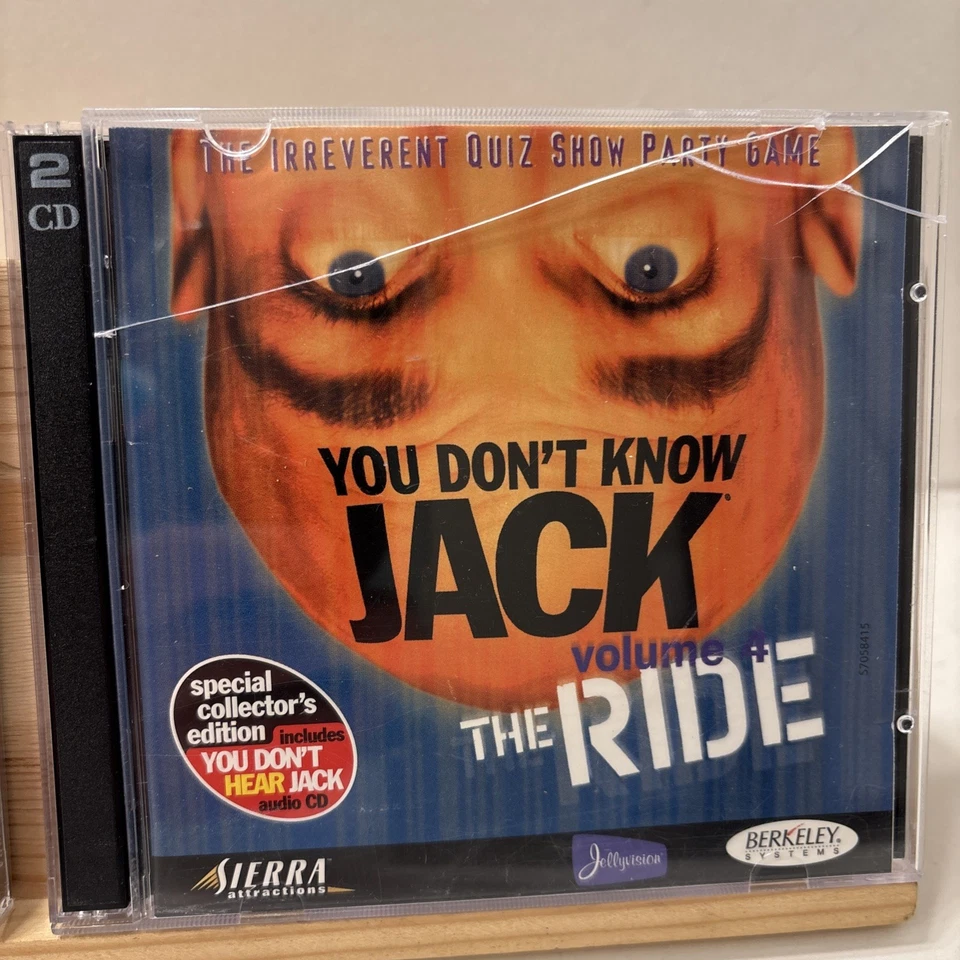 2
CD
THE IRREVERENT QUIZ SHOW PARTY GAME
YOU DON'T KNOW
JACK®
volume 4
THE RIDE
57058415
special
collector's
edition includes
YOU DON'T
HEAR JACK
audio CD
SIERRA™
attractions
Jellyvision
BERKELEY®
SYSTEMS